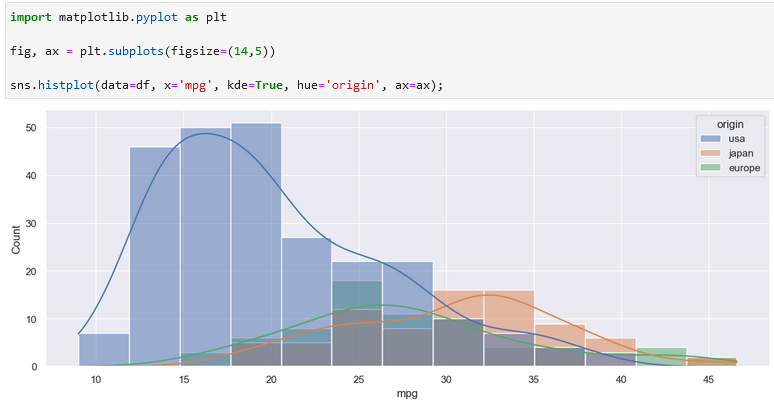 import matplotlib.pyplot as plt
fig, ax = plt.subplots(figsize=(14,5))
sns.histplot(data=df, x='mpg', kde=True, hue='origin', ax=ax);
origin
usa
japan
europe
50
40
30
20
10
0
Count
10 15 20 25 30 35 40 45
mpg